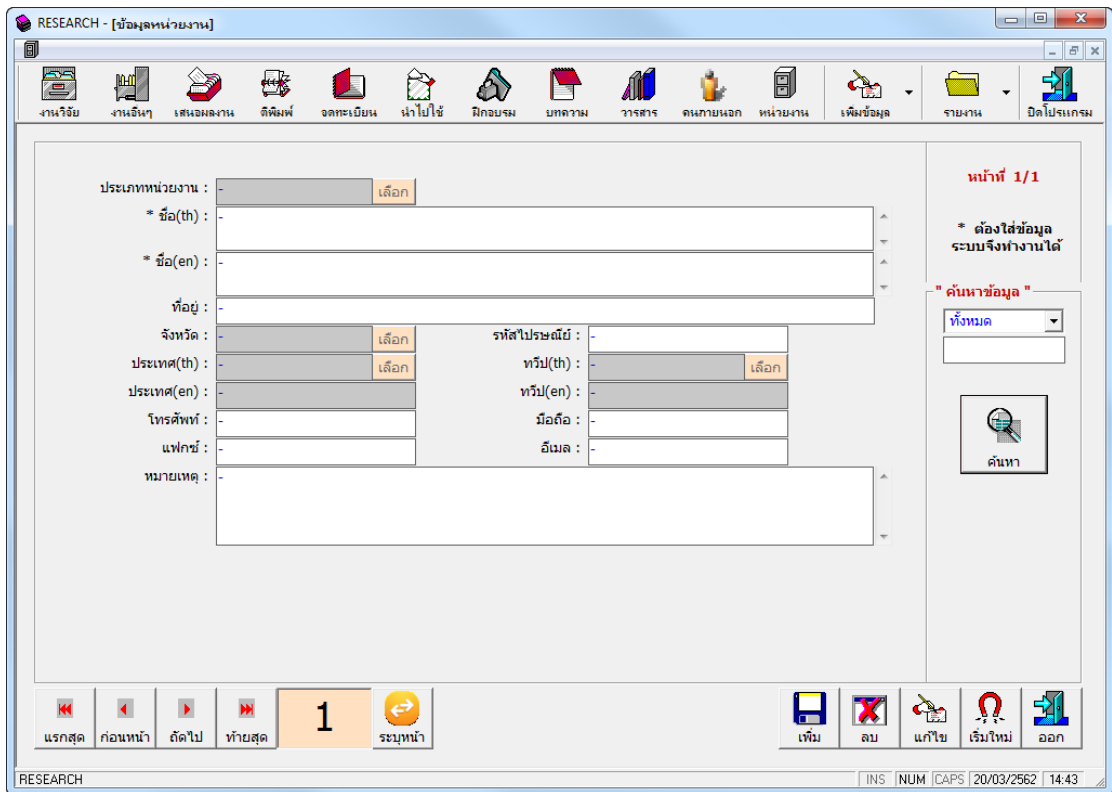 RESEARCH - [ข้อมูลหน่วยงาน]
งานวิจัย งานอื่นๆ เสนอผลงาน ตีพิมพ์ จดทะเบียน นำไปใช้ ฝึกอบรม บทความ วารสาร คนภายนอก หน่วยงาน เพิ่มข้อมูล รายงาน ปิดโปรแกรม
หน้าที่ 1/1
ประเภทหน่วยงาน : - เลือก
* ชื่อ(th) : -
* ต้องใส่ข้อมูล
ระบบจึงทำงานได้
* ชื่อ(en) : -
" ค้นหาข้อมูล "
ที่อยู่ : -
ทั้งหมด
จังหวัด : - เลือก รหัสไปรษณีย์ : -
ประเทศ(th) : - เลือก ทวีป(th) : - เลือก
ประเทศ(en) : - ทวีป(en) : -
โทรศัพท์ : - มือถือ : -
แฟกซ์ : - อีเมล : -
ค้นหา
หมายเหตุ : -
1
แรกสุด ก่อนหน้า ถัดไป ท้ายสุด ระบุหน้า เพิ่ม ลบ แก้ไข เริ่มใหม่ ออก
RESEARCH INS NUM CAPS 20/03/2562 14:43